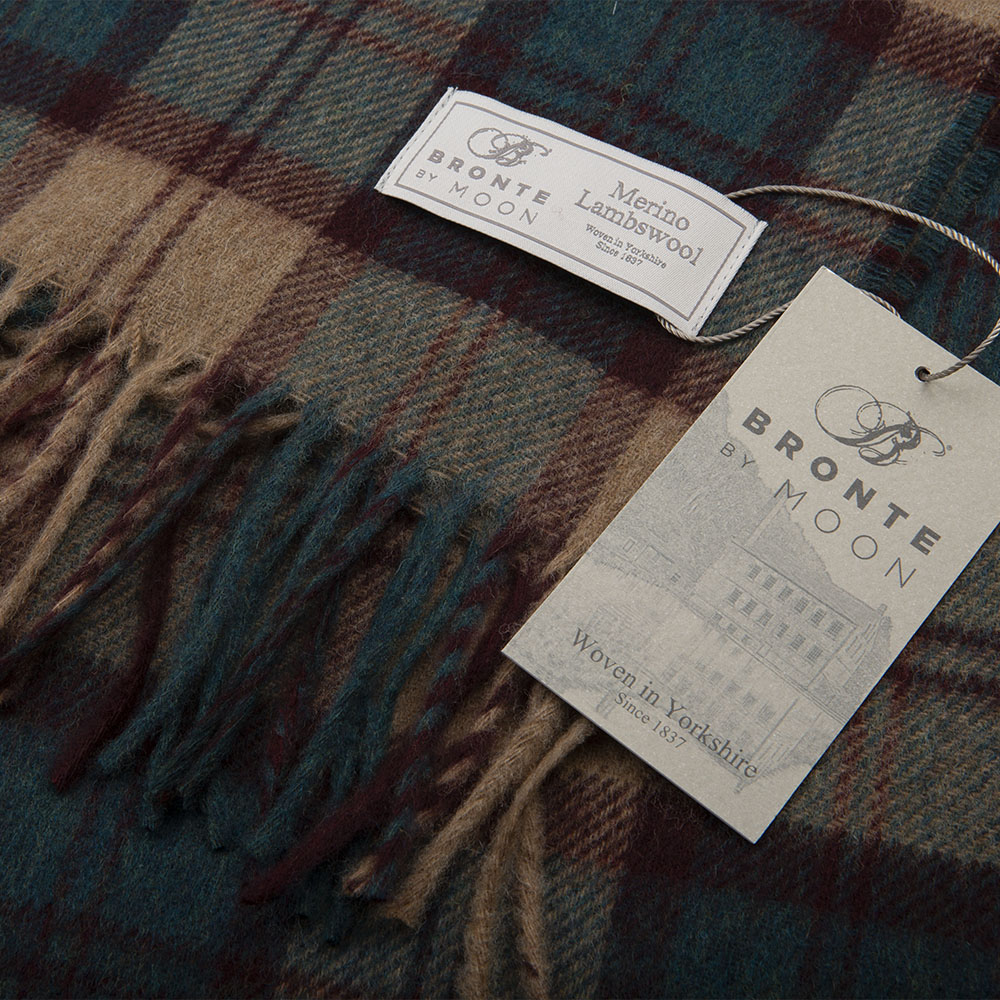 B
BRONTE
BY MOON
Merino
Lambswool
Woven in Yorkshire
Since 1837
B
BRONTE
BY MOON
Woven in Yorkshire
Since 1837